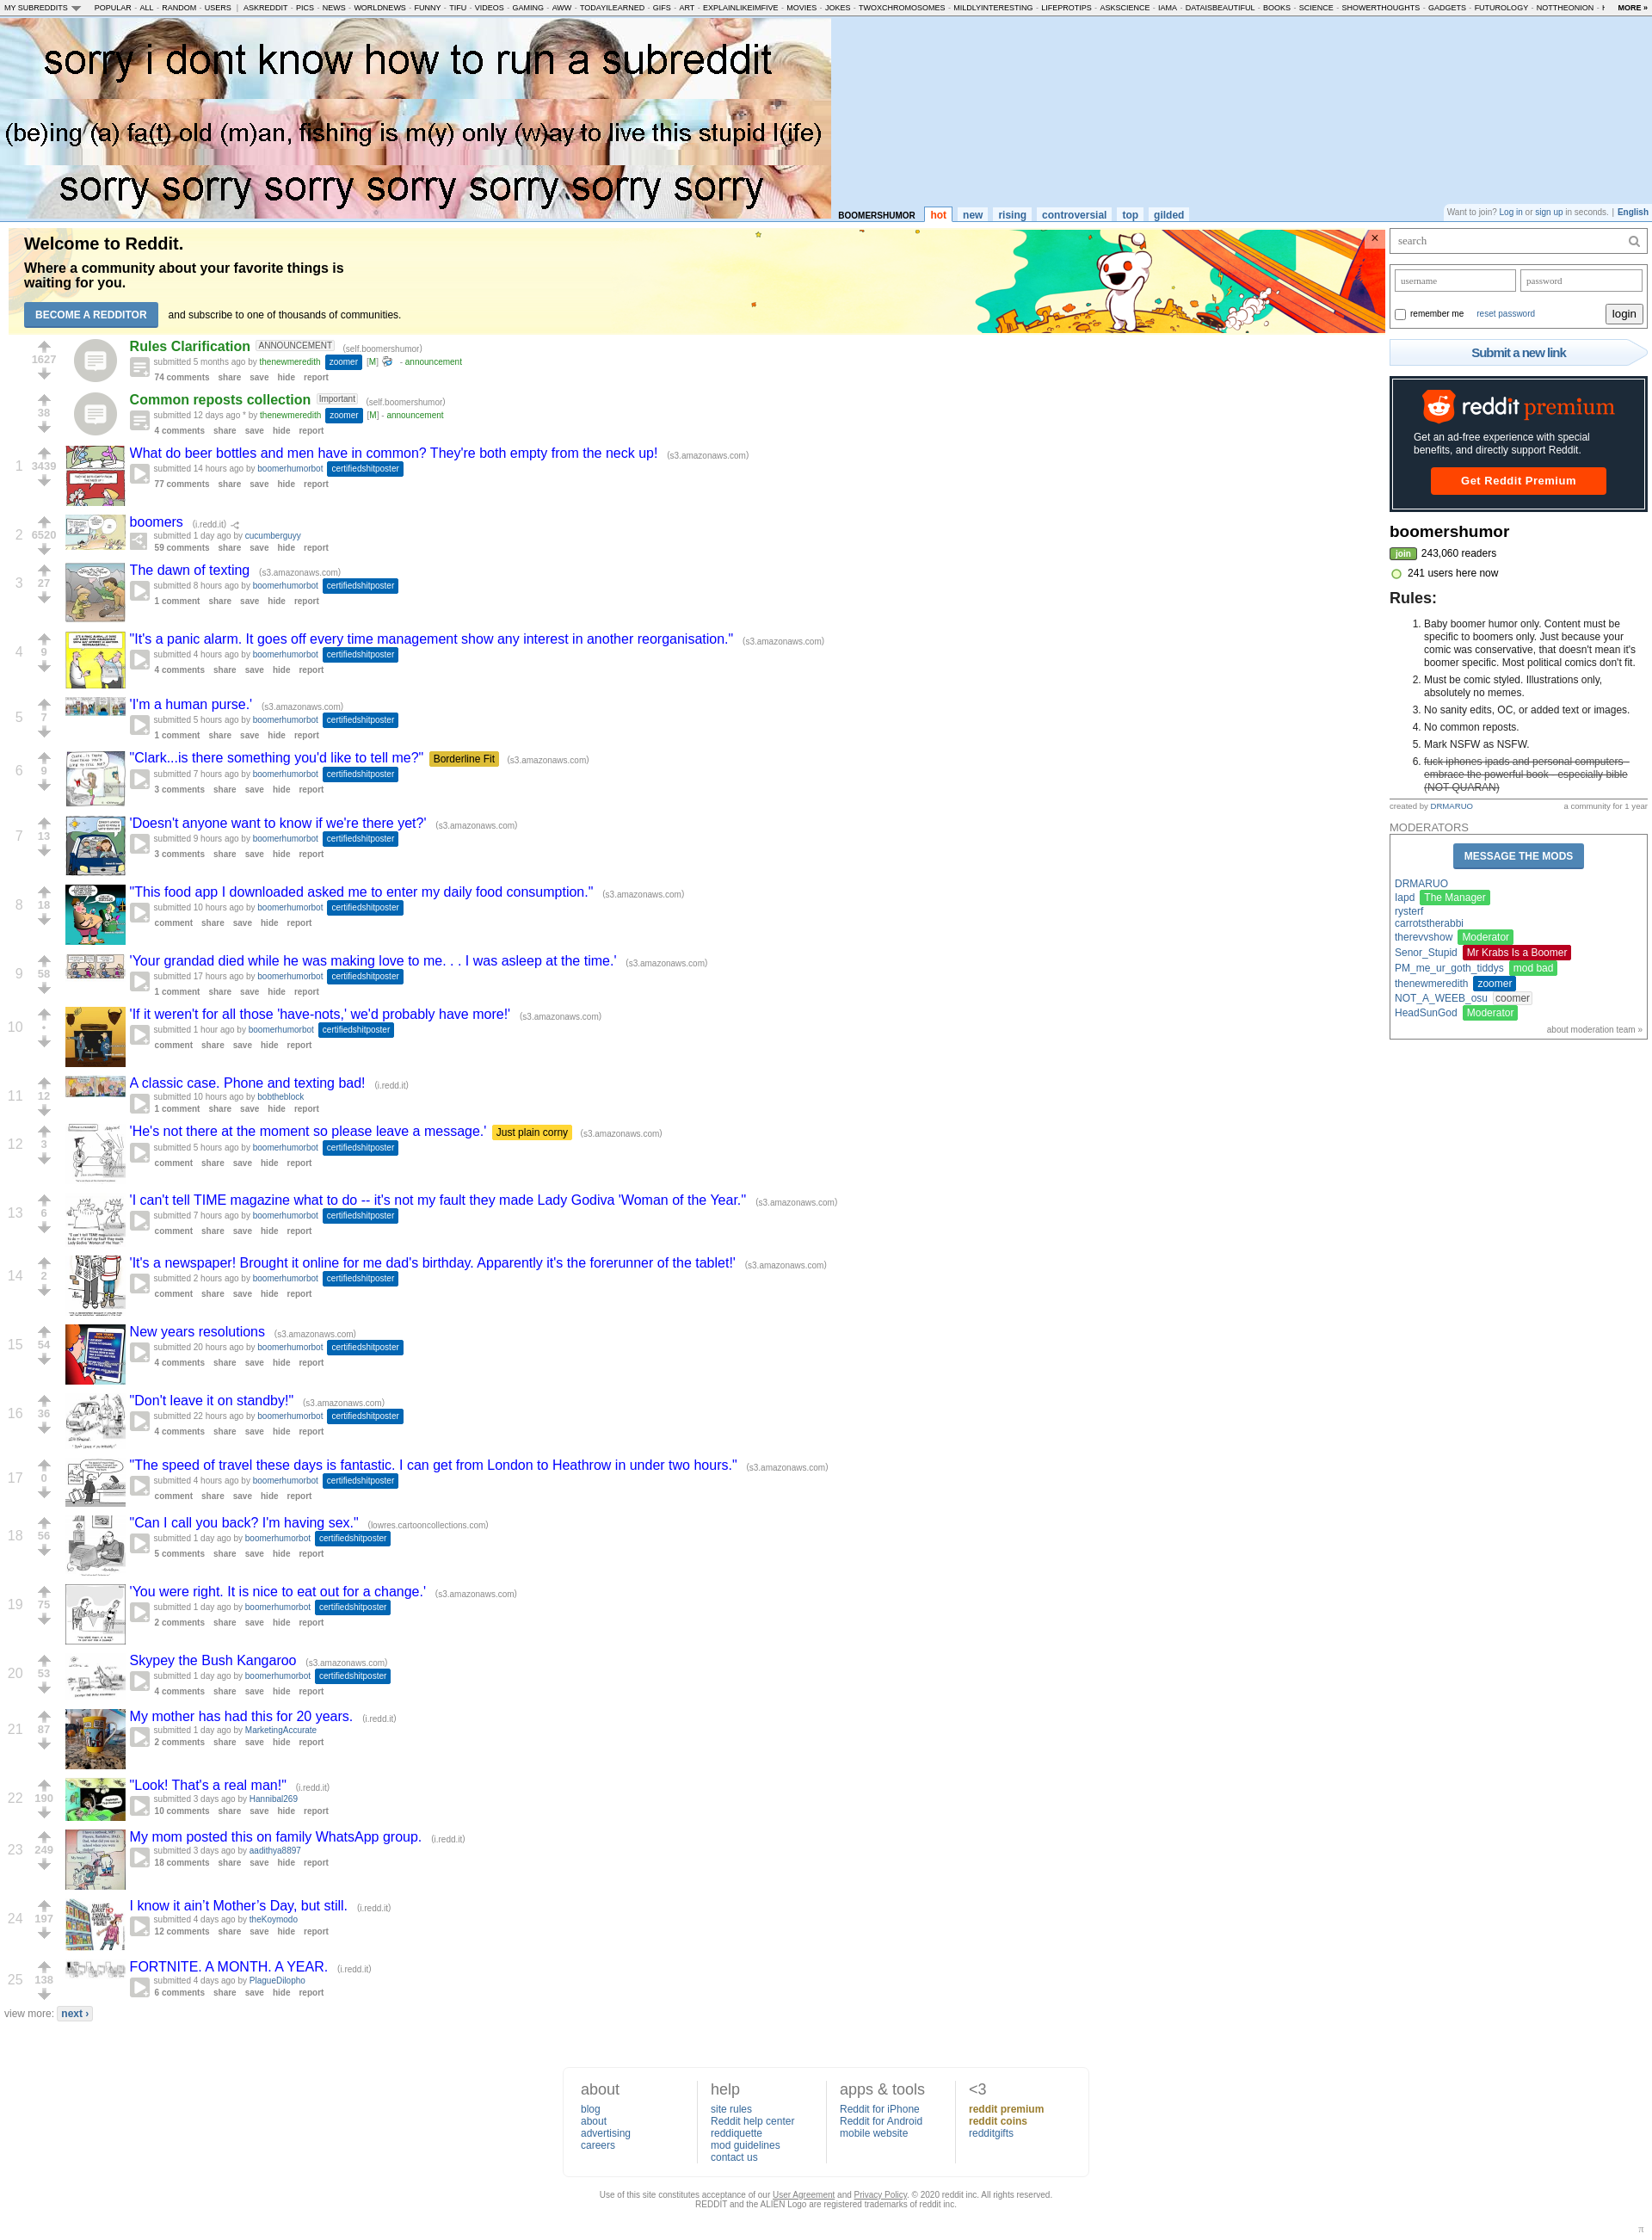 MY SUBREDDITS POPULAR - ALL - RANDOM - USERS | ASKREDDIT - PICS - NEWS - WORLDNEWS - FUNNY - TIFU - VIDEOS - GAMING - AWW - TODAYILEARNED - GIFS - ART - EXPLAINLIKEIMFIVE - MOVIES - JOKES - TWOXCHROMOSOMES - MILDLYINTERESTING - LIFEPROTIPS - ASKSCIENCE - IAMA - DATAISBEAUTIFUL - BOOKS - SCIENCE - SHOWERTHOUGHTS - GADGETS - FUTUROLOGY - NOTTHEONION - MORE »
sorry i dont know how to run a subreddit
(be)ing (a) fa(t) old (m)an, fishing is m(y) only (w)ay to live this stupid l(ife)
sorry sorry sorry sorry sorry sorry sorry
BOOMERSHUMOR hot new rising controversial top gilded
Want to join? Log in or sign up in seconds. | English
Welcome to Reddit.
Where a community about your favorite things is
waiting for you.
BECOME A REDDITOR and subscribe to one of thousands of communities.
×
1627
Rules Clarification ANNOUNCEMENT (self.boomershumor)
submitted 5 months ago by thenewmeredith zoomer [M] - announcement
74 comments share save hide report
38
Common reposts collection Important (self.boomershumor)
submitted 12 days ago * by thenewmeredith zoomer [M] - announcement
4 comments share save hide report
1 3439
What do beer bottles and men have in common? They're both empty from the neck up! (s3.amazonaws.com)
submitted 14 hours ago by boomerhumorbot certifiedshitposter
77 comments share save hide report
2 6520
boomers (i.redd.it)
submitted 1 day ago by cucumberguyy
59 comments share save hide report
3 27
The dawn of texting (s3.amazonaws.com)
submitted 8 hours ago by boomerhumorbot certifiedshitposter
1 comment share save hide report
4 9
"It's a panic alarm. It goes off every time management show any interest in another reorganisation." (s3.amazonaws.com)
submitted 4 hours ago by boomerhumorbot certifiedshitposter
4 comments share save hide report
5 7
'I'm a human purse.' (s3.amazonaws.com)
submitted 5 hours ago by boomerhumorbot certifiedshitposter
1 comment share save hide report
6 9
"Clark...is there something you'd like to tell me?" Borderline Fit (s3.amazonaws.com)
submitted 7 hours ago by boomerhumorbot certifiedshitposter
3 comments share save hide report
7 13
'Doesn't anyone want to know if we're there yet?' (s3.amazonaws.com)
submitted 9 hours ago by boomerhumorbot certifiedshitposter
3 comments share save hide report
8 18
"This food app I downloaded asked me to enter my daily food consumption." (s3.amazonaws.com)
submitted 10 hours ago by boomerhumorbot certifiedshitposter
comment share save hide report
9 58
'Your grandad died while he was making love to me. . . I was asleep at the time.' (s3.amazonaws.com)
submitted 17 hours ago by boomerhumorbot certifiedshitposter
1 comment share save hide report
10 •
'If it weren't for all those 'have-nots,' we'd probably have more!' (s3.amazonaws.com)
submitted 1 hour ago by boomerhumorbot certifiedshitposter
comment share save hide report
11 12
A classic case. Phone and texting bad! (i.redd.it)
submitted 10 hours ago by bobtheblock
1 comment share save hide report
12 3
'He's not there at the moment so please leave a message.' Just plain corny (s3.amazonaws.com)
submitted 5 hours ago by boomerhumorbot certifiedshitposter
comment share save hide report
13 6
'I can't tell TIME magazine what to do -- it's not my fault they made Lady Godiva 'Woman of the Year.'' (s3.amazonaws.com)
submitted 7 hours ago by boomerhumorbot certifiedshitposter
comment share save hide report
14 2
'It's a newspaper! Brought it online for me dad's birthday. Apparently it's the forerunner of the tablet!' (s3.amazonaws.com)
submitted 2 hours ago by boomerhumorbot certifiedshitposter
comment share save hide report
15 54
New years resolutions (s3.amazonaws.com)
submitted 20 hours ago by boomerhumorbot certifiedshitposter
4 comments share save hide report
16 36
"Don't leave it on standby!" (s3.amazonaws.com)
submitted 22 hours ago by boomerhumorbot certifiedshitposter
4 comments share save hide report
17 0
"The speed of travel these days is fantastic. I can get from London to Heathrow in under two hours." (s3.amazonaws.com)
submitted 4 hours ago by boomerhumorbot certifiedshitposter
comment share save hide report
18 56
"Can I call you back? I'm having sex." (lowres.cartooncollections.com)
submitted 1 day ago by boomerhumorbot certifiedshitposter
5 comments share save hide report
19 75
'You were right. It is nice to eat out for a change.' (s3.amazonaws.com)
submitted 1 day ago by boomerhumorbot certifiedshitposter
2 comments share save hide report
20 53
Skypey the Bush Kangaroo (s3.amazonaws.com)
submitted 1 day ago by boomerhumorbot certifiedshitposter
4 comments share save hide report
21 87
My mother has had this for 20 years. (i.redd.it)
submitted 1 day ago by MarketingAccurate
2 comments share save hide report
22 190
"Look! That's a real man!" (i.redd.it)
submitted 3 days ago by Hannibal269
10 comments share save hide report
23 249
My mom posted this on family WhatsApp group. (i.redd.it)
submitted 3 days ago by aadithya8897
18 comments share save hide report
24 197
I know it ain’t Mother’s Day, but still. (i.redd.it)
submitted 4 days ago by theKoymodo
12 comments share save hide report
25 138
FORTNITE. A MONTH. A YEAR. (i.redd.it)
submitted 4 days ago by PlagueDilopho
6 comments share save hide report
view more: next ›
search
username password
remember me reset password login
Submit a new link
reddit premium
Get an ad-free experience with special
benefits, and directly support Reddit.
Get Reddit Premium
boomershumor
join 243,060 readers
241 users here now
Rules:
1. Baby boomer humor only. Content must be
specific to boomers only. Just because your
comic was conservative, that doesn't mean it's
boomer specific. Most political comics don't fit.
2. Must be comic styled. Illustrations only,
absolutely no memes.
3. No sanity edits, OC, or added text or images.
4. No common reposts.
5. Mark NSFW as NSFW.
6. fuck iphones ipads and personal computers -
embrace the powerful book - especially bible
(NOT QUARAN)
created by DRMARUO a community for 1 year
MODERATORS
MESSAGE THE MODS
DRMARUO
lapd The Manager
rysterf
carrotstherabbi
therevvshow Moderator
Senor_Stupid Mr Krabs Is a Boomer
PM_me_ur_goth_tiddys mod bad
thenewmeredith zoomer
NOT_A_WEEB_osu coomer
HeadSunGod Moderator
about moderation team »
about
blog
about
advertising
careers
help
site rules
Reddit help center
reddiquette
mod guidelines
contact us
apps & tools
Reddit for iPhone
Reddit for Android
mobile website
<3
reddit premium
reddit coins
redditgifts
Use of this site constitutes acceptance of our User Agreement and Privacy Policy. © 2020 reddit inc. All rights reserved.
REDDIT and the ALIEN Logo are registered trademarks of reddit inc.
π